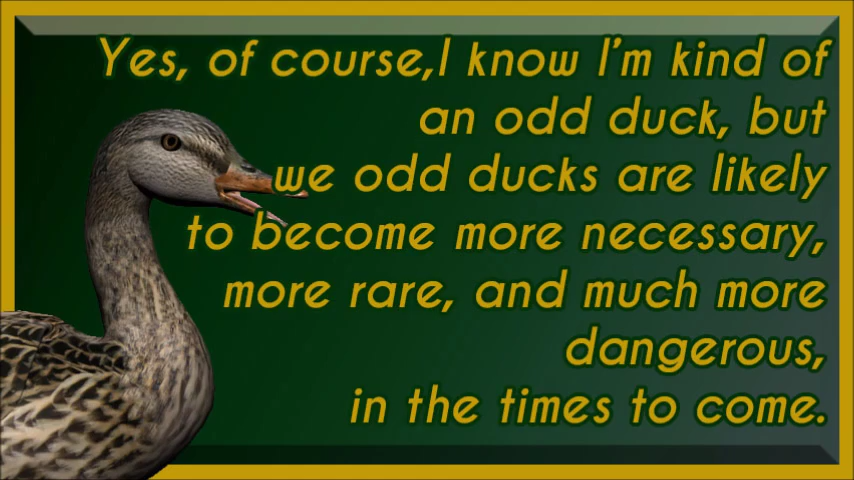 Yes, of course,I know I'm kind of
an odd duck, but
we odd ducks are likely
to become more necessary,
more rare, and much more
dangerous,
in the times to come.